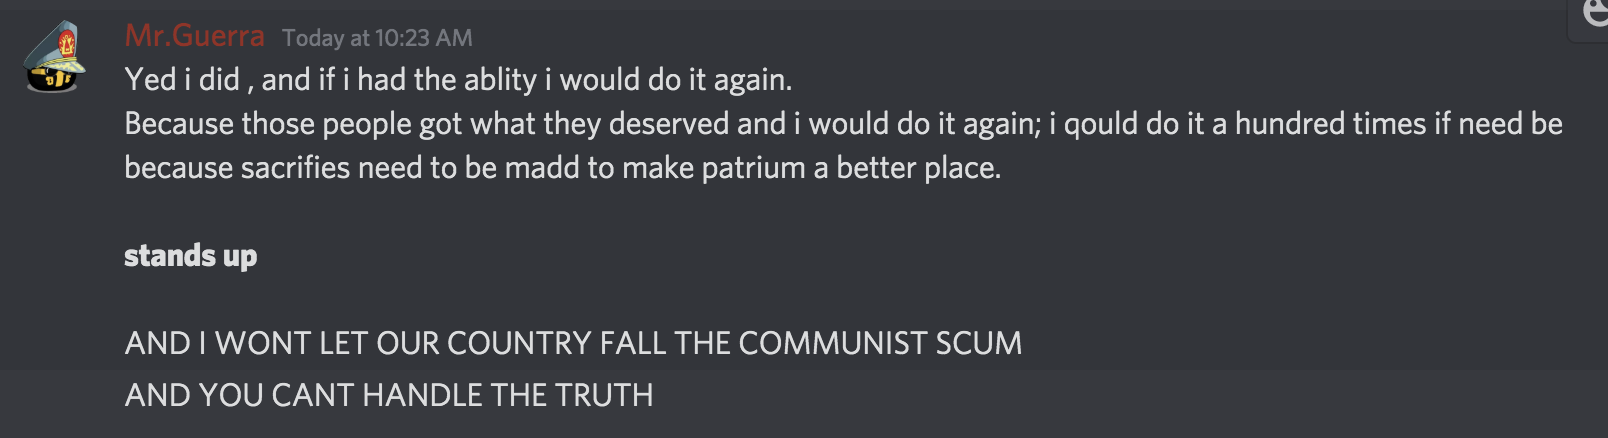 Mr.Guerra Today at 10:23 AM
Yed i did , and if i had the ablity i would do it again.
Because those people got what they deserved and i would do it again; i qould do it a hundred times if need be
because sacrifies need to be madd to make patrium a better place.
stands up
AND I WONT LET OUR COUNTRY FALL THE COMMUNIST SCUM
AND YOU CANT HANDLE THE TRUTH